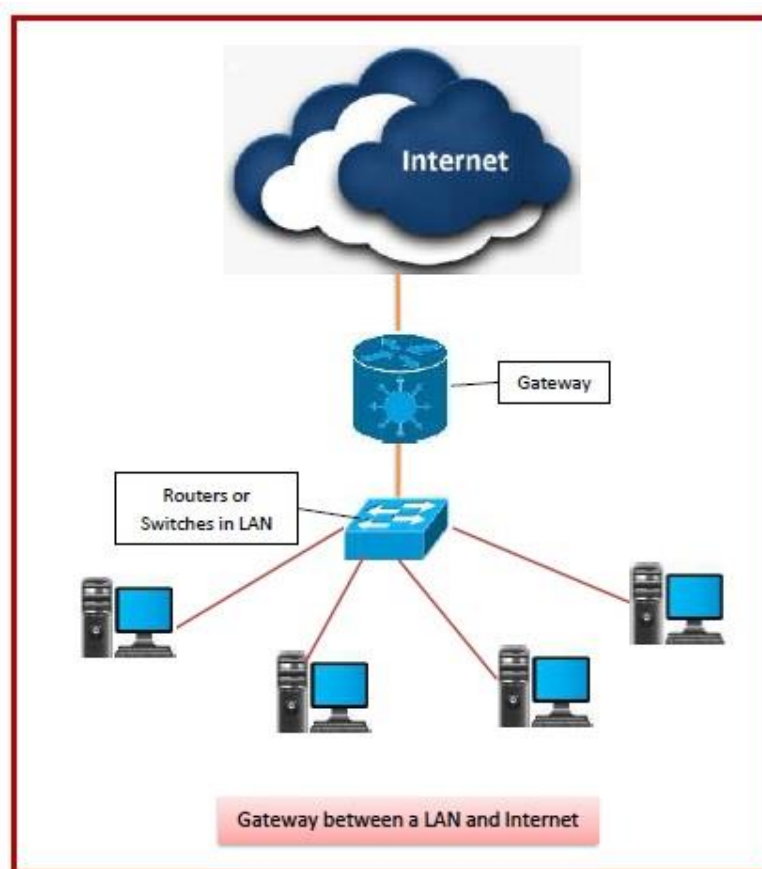 Internet
Gateway
Routers or
Switches in LAN
Gateway between a LAN and Internet